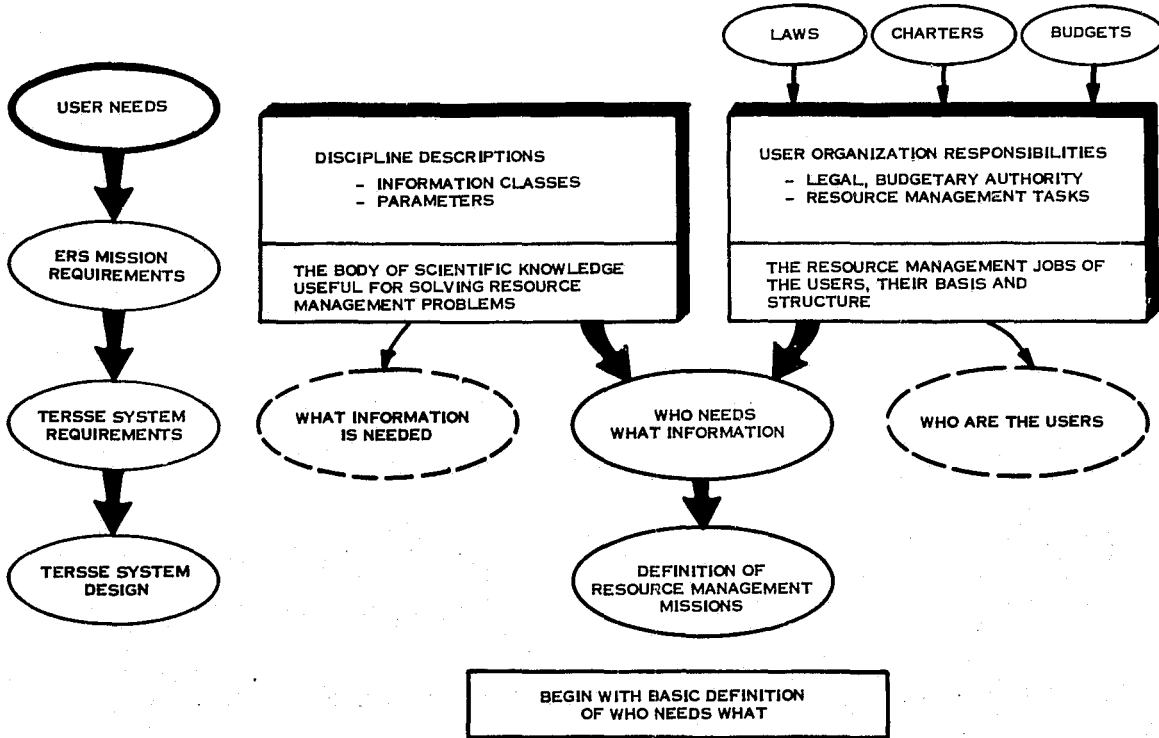 LAWS
CHARTERS
BUDGETS
USER NEEDS
DISCIPLINE DESCRIPTIONS
- INFORMATION CLASSES
- PARAMETERS
THE BODY OF SCIENTIFIC KNOWLEDGE
USEFUL FOR SOLVING RESOURCE
MANAGEMENT PROBLEMS
USER ORGANIZATION RESPONSIBILITIES
- LEGAL, BUDGETARY AUTHORITY
- RESOURCE MANAGEMENT TASKS
THE RESOURCE MANAGEMENT JOBS OF
THE USERS, THEIR BASIS AND
STRUCTURE
ERS MISSION
REQUIREMENTS
TERSSE SYSTEM
REQUIREMENTS
WHAT INFORMATION
IS NEEDED
WHO NEEDS
WHAT INFORMATION
WHO ARE THE USERS
TERSSE SYSTEM
DESIGN
DEFINITION OF
RESOURCE MANAGEMENT
MISSIONS
BEGIN WITH BASIC DEFINITION
OF WHO NEEDS WHAT